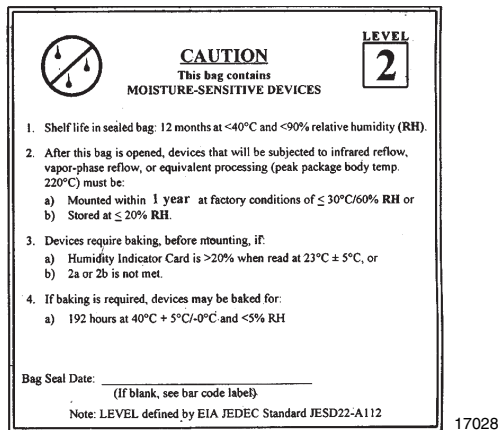 LEVEL
2
CAUTION
This bag contains
MOISTURE-SENSITIVE DEVICES
1. Shelf life in sealed bag: 12 months at <40°C and <90% relative humidity (RH).
2. After this bag is opened, devices that will be subjected to infrared reflow,
vapor-phase reflow, or equivalent processing (peak package body temp.
220°C) must be:
a) Mounted within 1 year at factory conditions of ≤ 30°C/60% RH or
b) Stored at ≤ 20% RH.
3. Devices require baking, before mounting, if:
a) Humidity Indicator Card is >20% when read at 23°C ± 5°C, or
b) 2a or 2b is not met.
4. If baking is required, devices may be baked for:
a) 192 hours at 40°C + 5°C/-0°C and <5% RH
Bag Seal Date:
(If blank, see bar code label)
Note: LEVEL defined by EIA JEDEC Standard JESD22-A112
17028